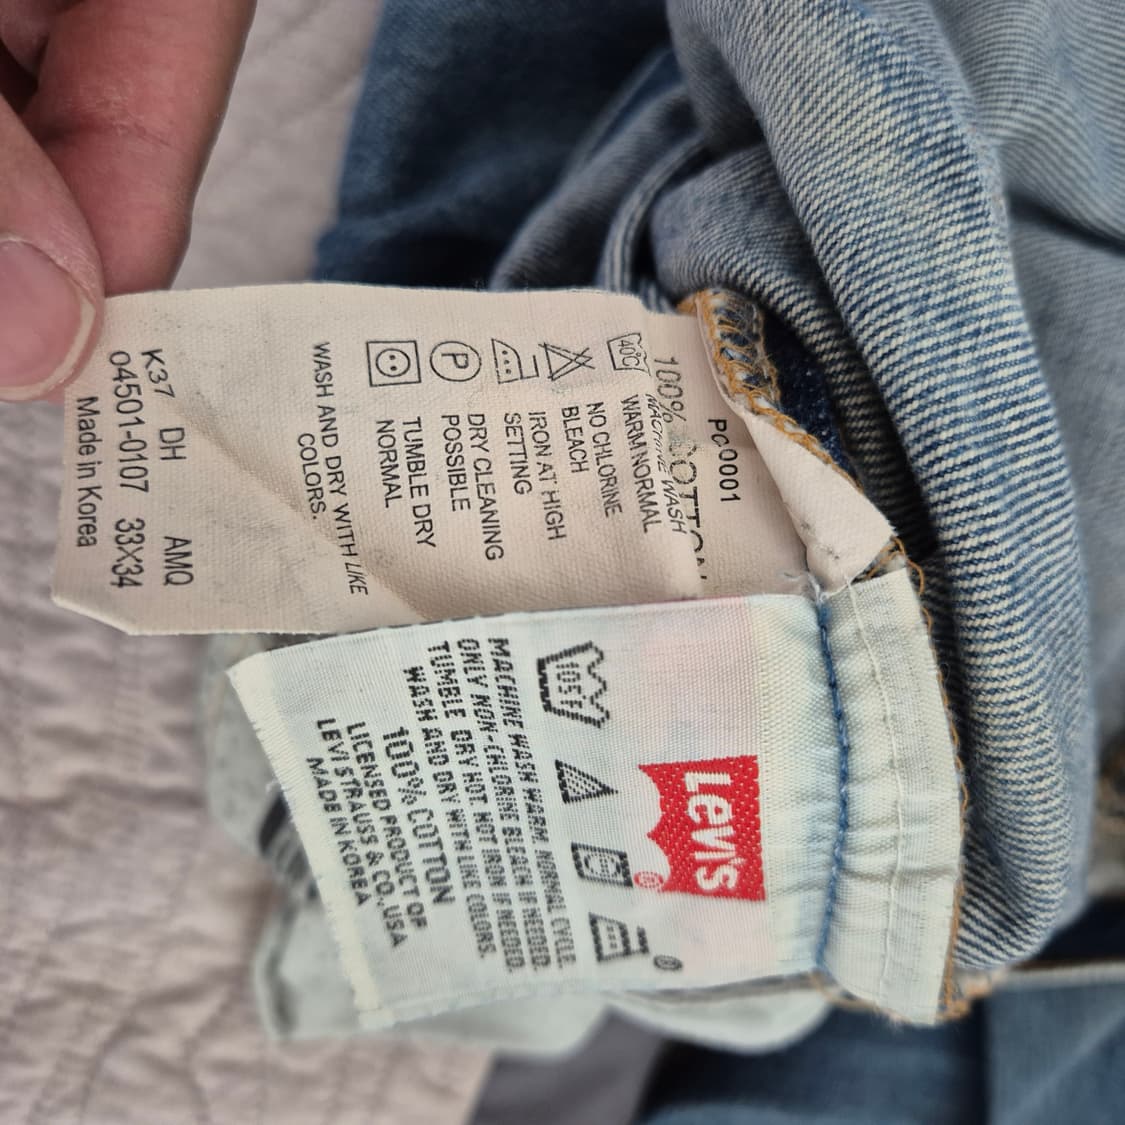 PC0001
100% COTTON
MACHINE WASH
40°C WARM NORMAL
NO CHLORINE
BLEACH
IRON AT HIGH
SETTING
P DRY CLEANING
POSSIBLE
TUMBLE DRY
NORMAL
WASH AND DRY WITH LIKE
COLORS.
K37 DH AMQ
04501-0107 33X34
Made in Korea
Levi's
®
®
105F
MACHINE WASH WARM NORMAL CYCLE.
ONLY NON-CHLORINE BLEACH IF NEEDED.
TUMBLE DRY HOT. HOT IRON IF NEEDED.
WASH AND DRY WITH LIKE COLORS.
100% COTTON
LICENSED PRODUCT OF
LEVI STRAUSS & CO. USA
MADE IN KOREA